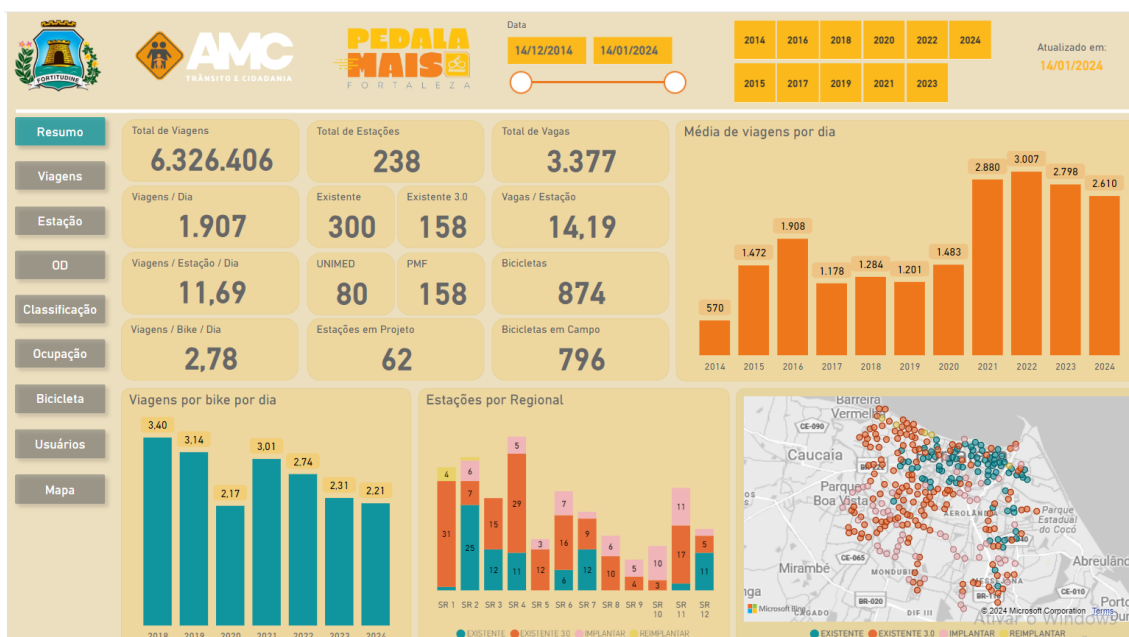 FORTITUDINE
AMC
TRÂNSITO E CIDADANIA
PEDALA
MAIS
FORTALEZA
Data
14/12/2014
14/01/2024
2014 2016 2018 2020 2022 2024
2015 2017 2019 2021 2023
Atualizado em:
14/01/2024
Resumo
Viagens
Estação
OD
Classificação
Ocupação
Bicicleta
Usuários
Mapa
Total de Viagens
6.326.406
Total de Estações
238
Total de Vagas
3.377
Viagens / Dia
1.907
Existente
300
Existente 3.0
158
Vagas / Estação
14,19
Viagens / Estação / Dia
11,69
UNIMED
80
PMF
158
Bicicletas
874
Viagens / Bike / Dia
2,78
Estações em Projeto
62
Bicicletas em Campo
796
Média de viagens por dia
570
1.472
1.908
1.178
1.284
1.201
1.483
2.880
3.007
2.798
2.610
2014 2015 2016 2017 2018 2019 2020 2021 2022 2023 2024
Viagens por bike por dia
3,40
3,14
2,17
3,01
2,74
2,31
2,21
2018 2019 2020 2021 2022 2023 2024
Estações por Regional
4
31
6
7
25
15
12
5
29
11
3
12
7
16
6
9
12
6
10
5
4
10
3
11
17
5
11
SR 1
SR 2
SR 3
SR 4
SR 5
SR 6
SR 7
SR 8
SR 9
SR 10
SR 11
SR 12
EXISTENTE EXISTENTE 3.0 IMPLANTAR REIMPLANTAR
Barreira
Vermelha
CE-090
Caucaia
Parque
Boa Vista
AEROLÂNDIA
Parque
Estadual
do Cocó
CE-065
Mirambé
MONDUBIM
Abreulând
CE-010
BR-020
DIF III
Microsoft Bing
© 2024 Microsoft Corporation Terms
Ativar o Windows
EXISTENTE EXISTENTE 3.0 IMPLANTAR REIMPLANTAR